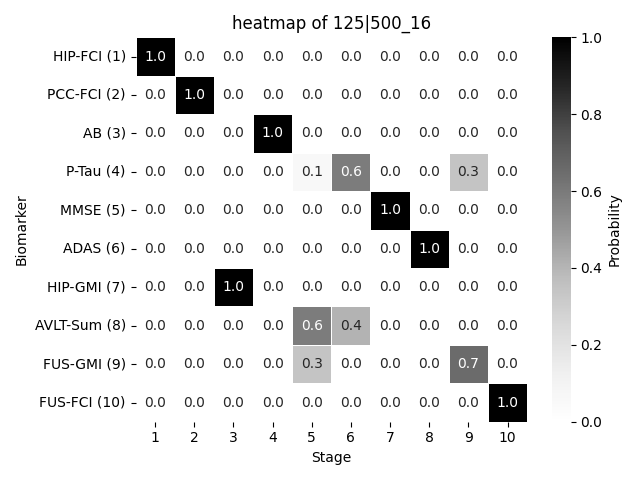 heatmap of 125|500_16
HIP-FCI (1) 1.0 0.0 0.0 0.0 0.0 0.0 0.0 0.0 0.0 0.0
PCC-FCI (2) 0.0 1.0 0.0 0.0 0.0 0.0 0.0 0.0 0.0 0.0
AB (3) 0.0 0.0 0.0 1.0 0.0 0.0 0.0 0.0 0.0 0.0
P-Tau (4) 0.0 0.0 0.0 0.0 0.1 0.6 0.0 0.0 0.3 0.0
MMSE (5) 0.0 0.0 0.0 0.0 0.0 0.0 1.0 0.0 0.0 0.0
ADAS (6) 0.0 0.0 0.0 0.0 0.0 0.0 0.0 1.0 0.0 0.0
HIP-GMI (7) 0.0 0.0 1.0 0.0 0.0 0.0 0.0 0.0 0.0 0.0
AVLT-Sum (8) 0.0 0.0 0.0 0.0 0.6 0.4 0.0 0.0 0.0 0.0
FUS-GMI (9) 0.0 0.0 0.0 0.0 0.3 0.0 0.0 0.0 0.7 0.0
FUS-FCI (10) 0.0 0.0 0.0 0.0 0.0 0.0 0.0 0.0 0.0 1.0
1 2 3 4 5 6 7 8 9 10
Stage
Biomarker
1.0
0.8
0.6
0.4
0.2
0.0
Probability